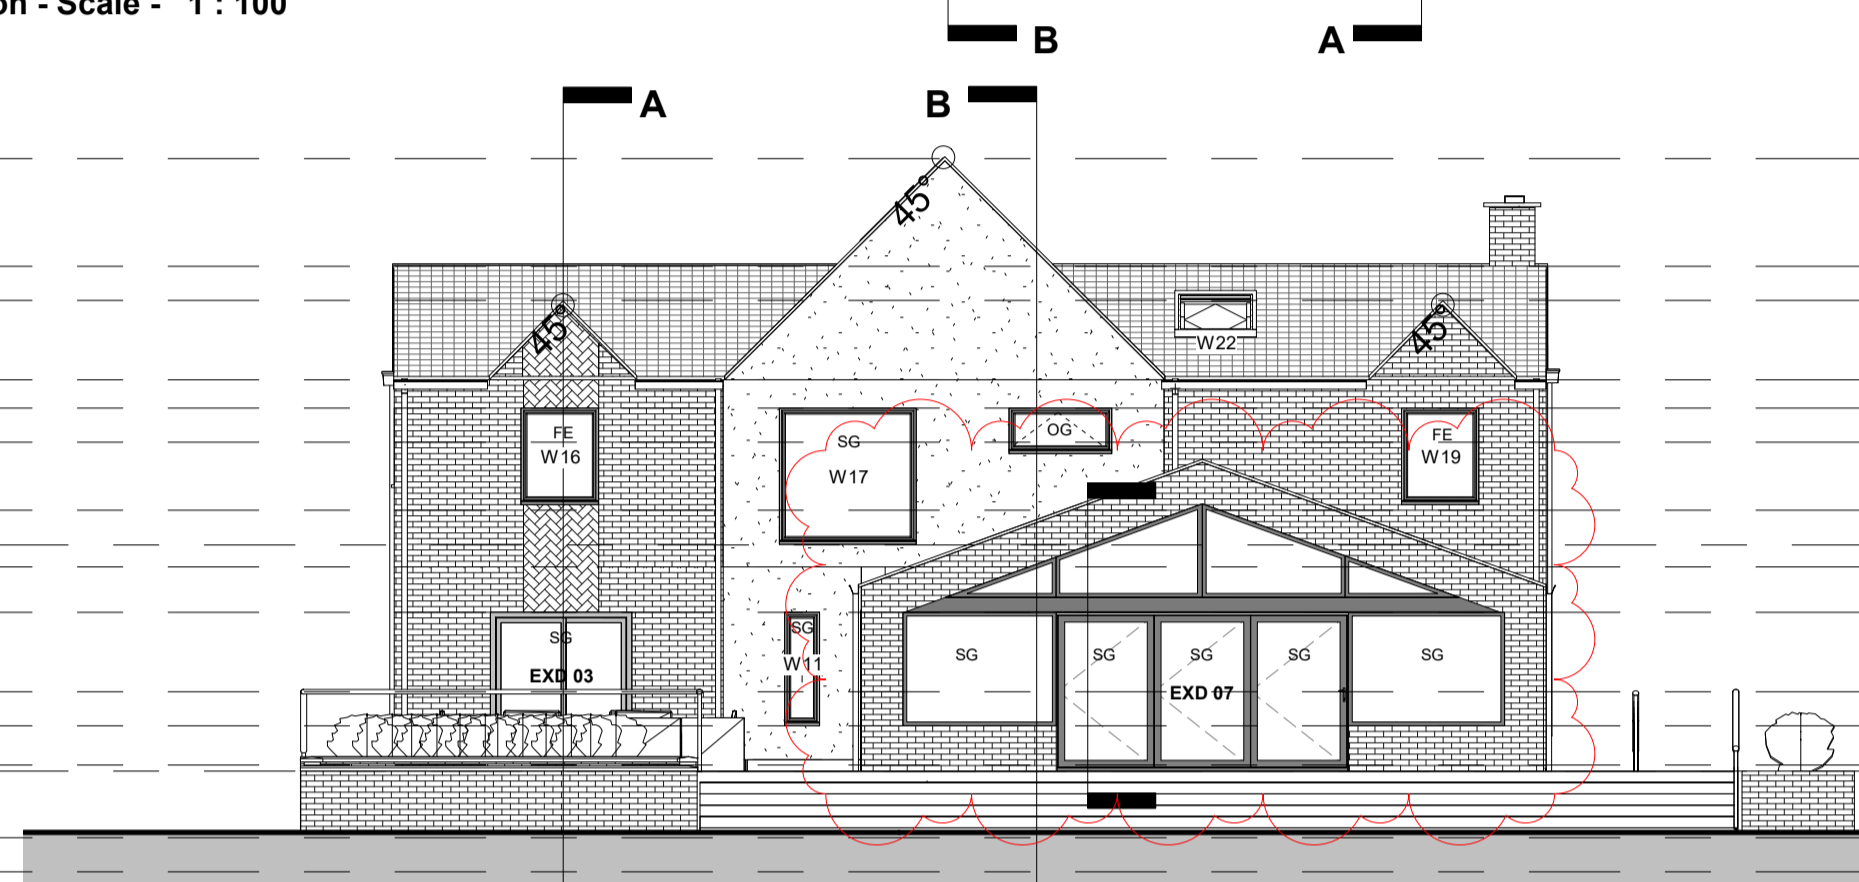 on - Scale -   1 : 100
B
A
A
B
45°
45°
45°
W22
FE
W16
SG
W17
OG
FE
W19
SG
W11
SG
EXD 03
SG
SG
SG
SG
SG
EXD 07